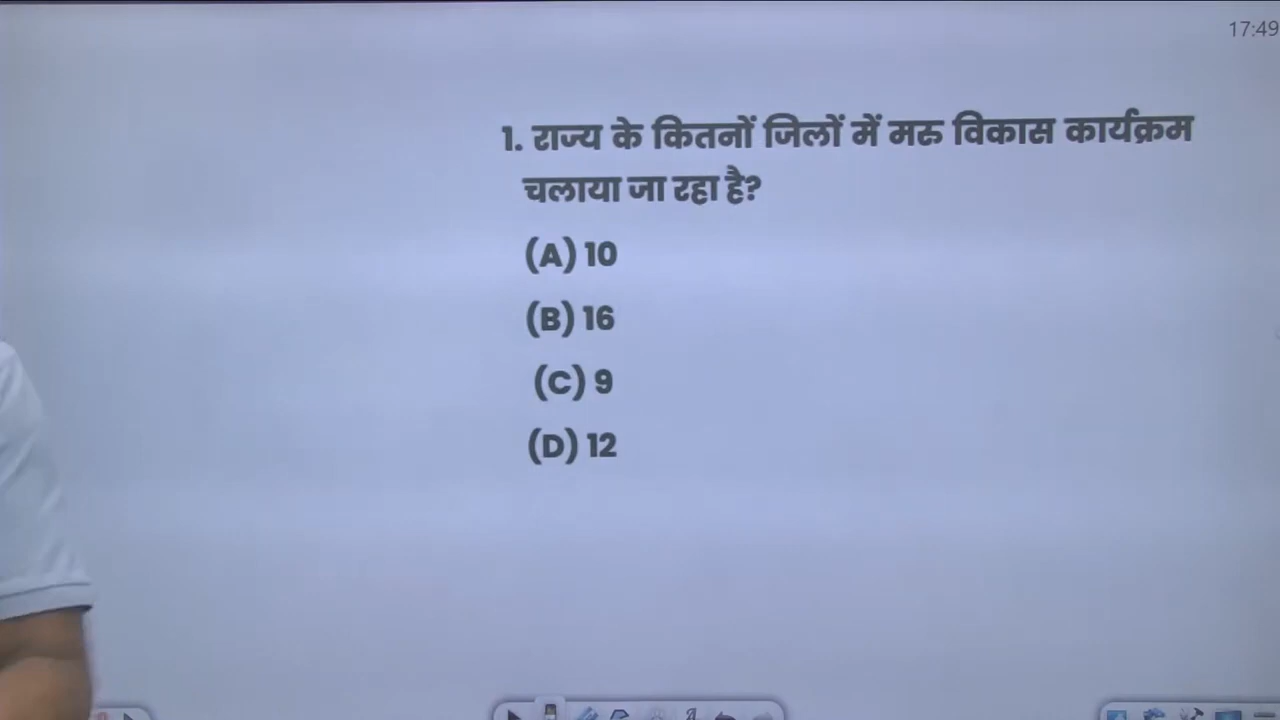 17:49
1. राज्य के कितनों जिलों में मरु विकास कार्यक्रम
चलाया जा रहा है?
(A) 10
(B) 16
(C) 9
(D) 12